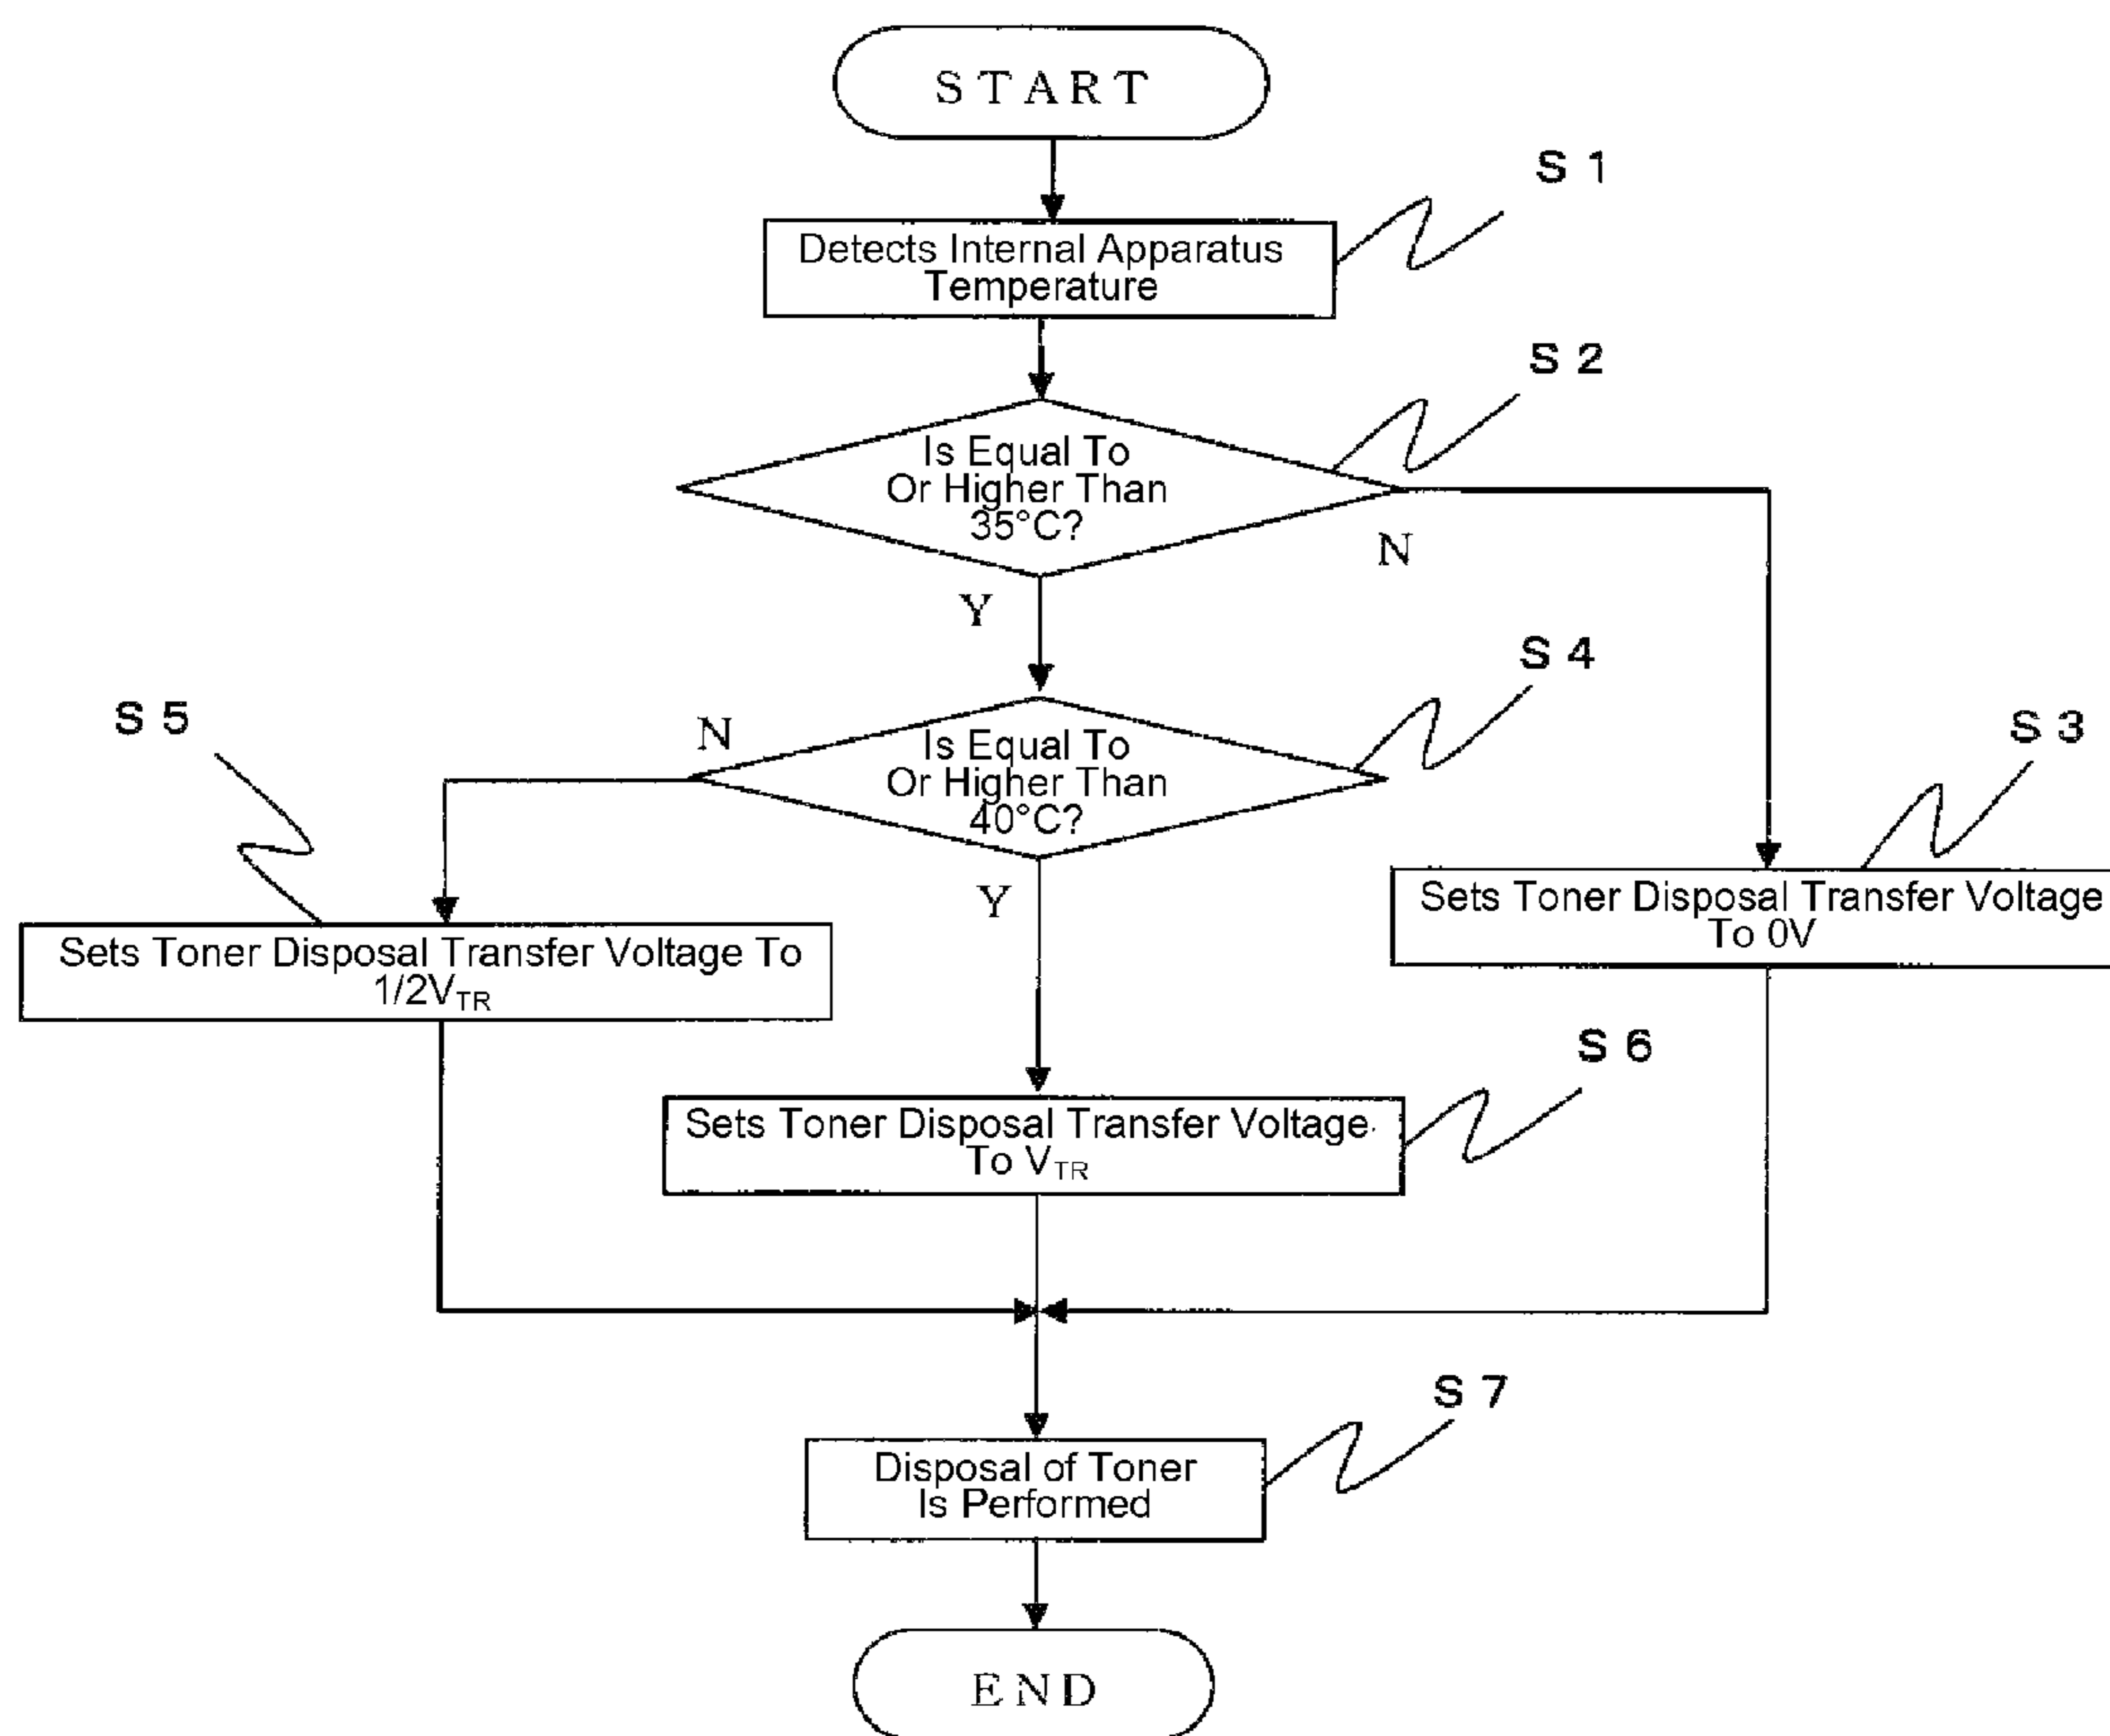 START
S 1
Detects Internal Apparatus
Temperature
S 2
Is Equal To
Or Higher Than
35°C?
N
Y
S 4
S 5
N
Is Equal To
Or Higher Than
40°C?
S 3
Y
Sets Toner Disposal Transfer Voltage
To 0V
Sets Toner Disposal Transfer Voltage To
1/2V_TR
S 6
Sets Toner Disposal Transfer Voltage
To V_TR
S 7
Disposal of Toner
Is Performed
END